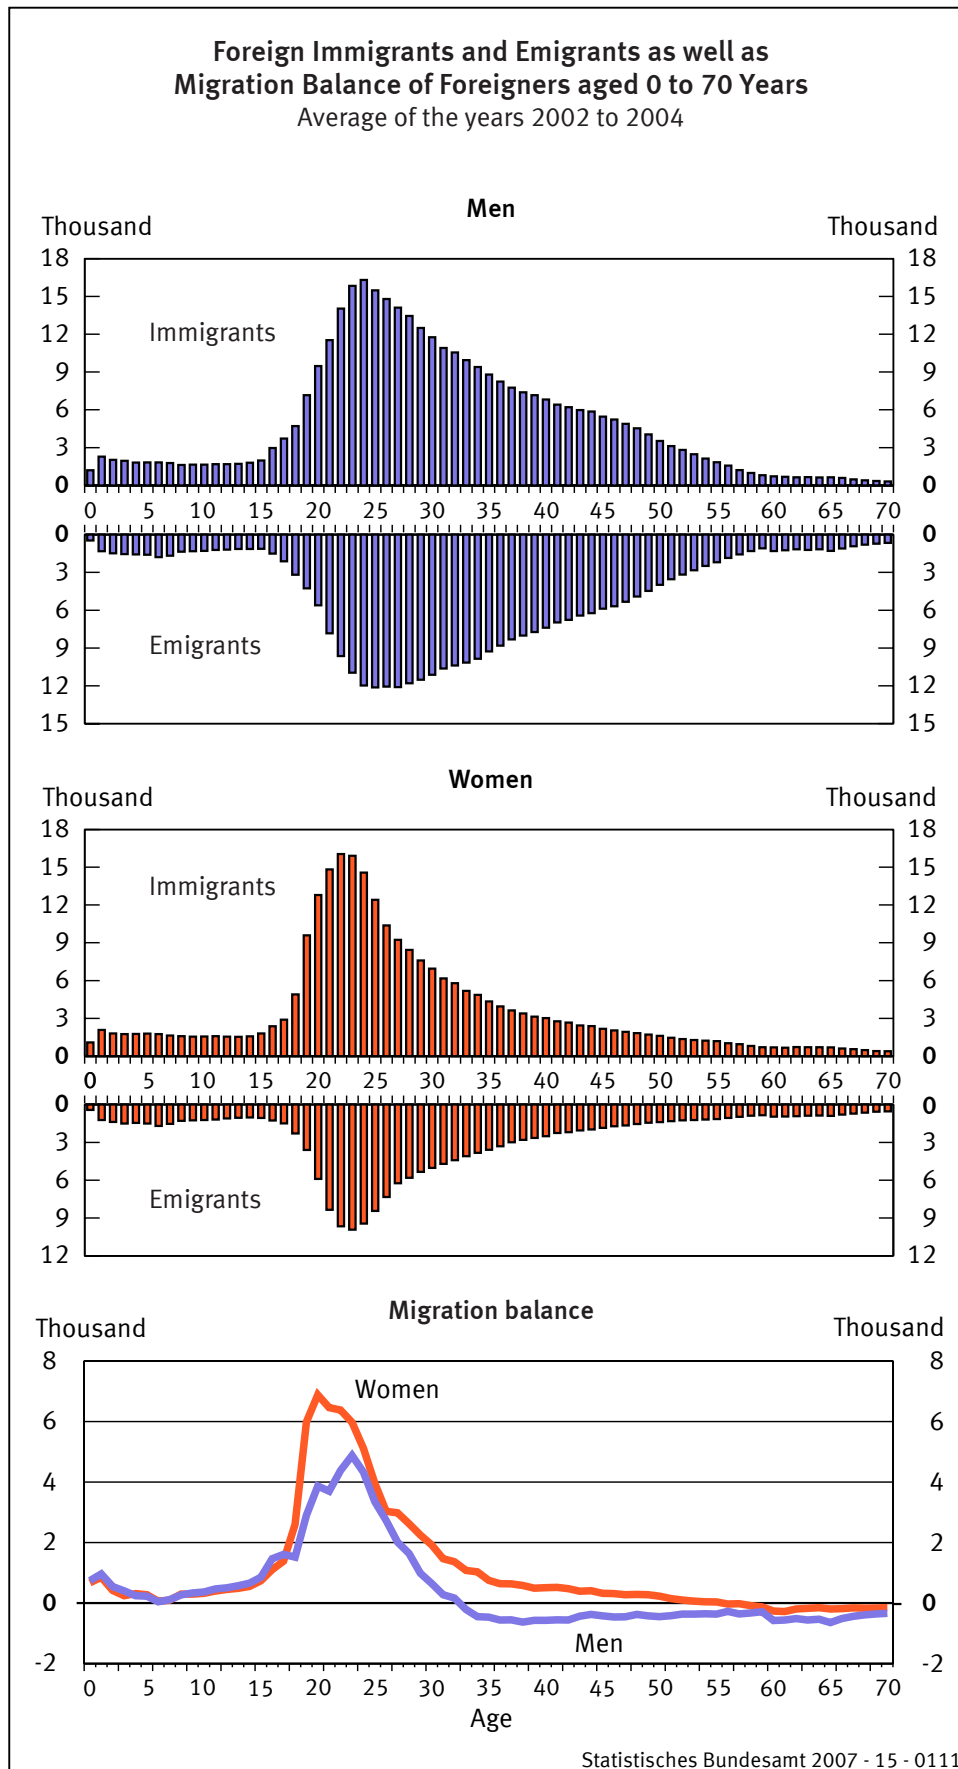 Foreign Immigrants and Emigrants as well as
Migration Balance of Foreigners aged 0 to 70 Years
Average of the years 2002 to 2004
Men
Thousand Thousand
18 18
15 15
Immigrants
12 12
9 9
6 6
3 3
0 0
0 5 10 15 20 25 30 35 40 45 50 55 60 65 70
0 0
3 3
6 6
Emigrants
9 9
12 12
15 15
Women
Thousand Thousand
18 18
15 15
Immigrants
12 12
9 9
6 6
3 3
0 0
0 5 10 15 20 25 30 35 40 45 50 55 60 65 70
0 0
3 3
6 6
Emigrants
9 9
12 12
Migration balance
Thousand Thousand
8 8
Women
6 6
4 4
2 2
0 0
Men
-2 -2
0 5 10 15 20 25 30 35 40 45 50 55 60 65 70
Age
Statistisches Bundesamt 2007 - 15 - 0111